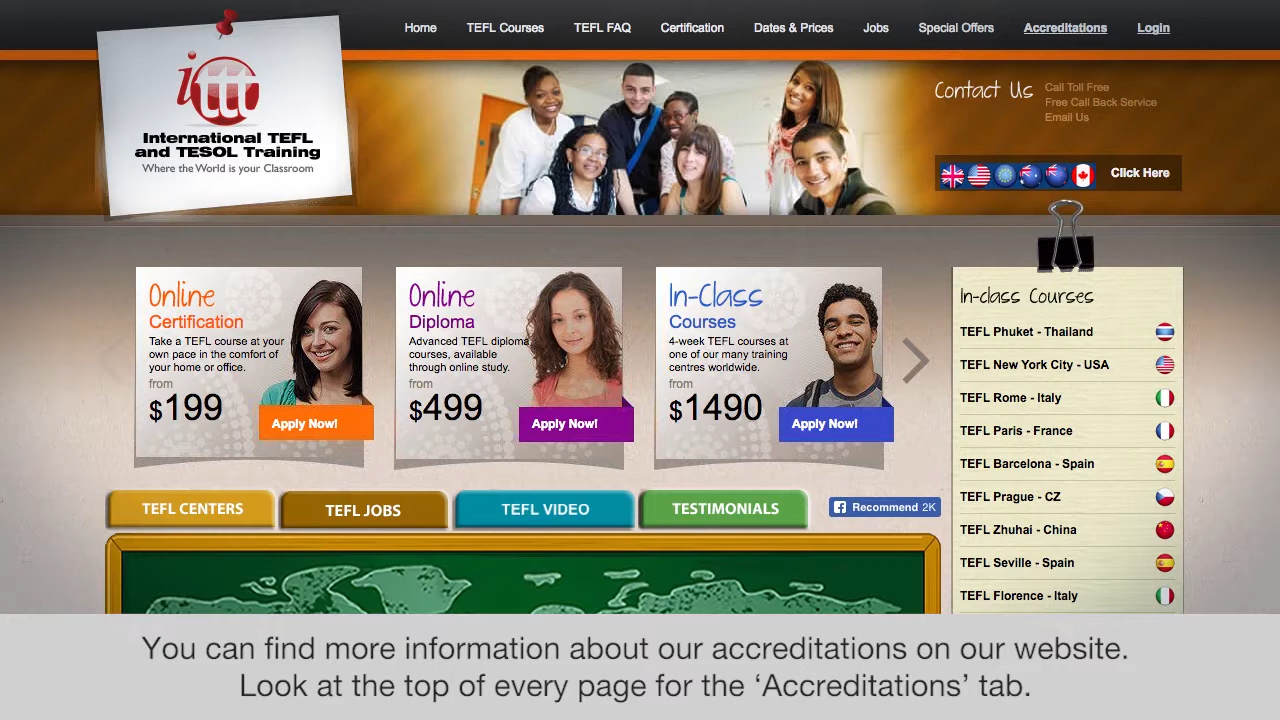 Home TEFL Courses TEFL FAQ Certification Dates & Prices Jobs Special Offers Accreditations Login
ittt
International TEFL
and TESOL Training
Where the World is your Classroom
Contact Us
Call Toll Free
Free Call Back Service
Email Us
Click Here
Online
Certification
Take a TEFL course at your
own pace in the comfort of
your home or office.
from
$199
Apply Now!
Online
Diploma
Advanced TEFL diploma
courses, available
through online study.
from
$499
Apply Now!
In-Class
Courses
4-week TEFL courses at
one of our many training
centres worldwide.
from
$1490
Apply Now!
In-class Courses
TEFL Phuket - Thailand
TEFL New York City - USA
TEFL Rome - Italy
TEFL Paris - France
TEFL Barcelona - Spain
TEFL Prague - CZ
TEFL Zhuhai - China
TEFL Seville - Spain
TEFL Florence - Italy
TEFL CENTERS TEFL JOBS TEFL VIDEO TESTIMONIALS
Recommend 2K
You can find more information about our accreditations on our website.
Look at the top of every page for the ‘Accreditations’ tab.